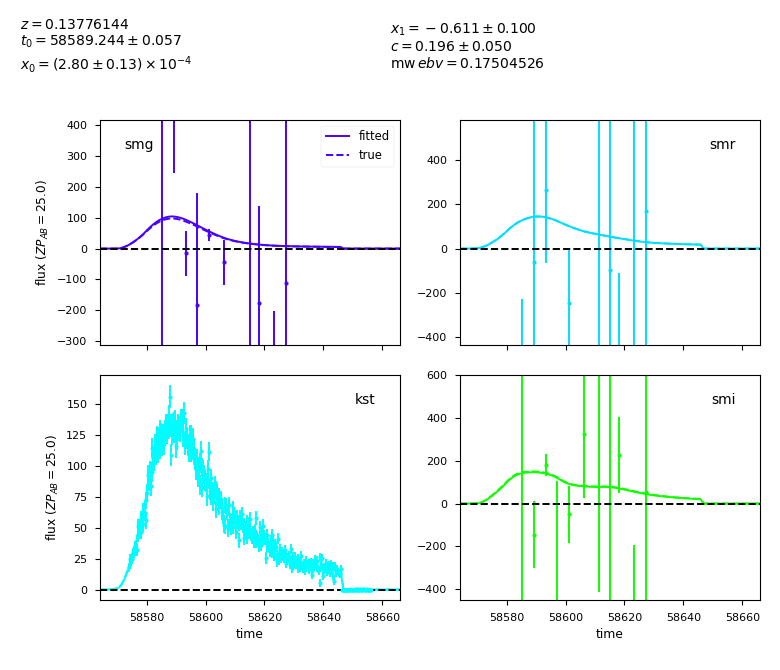 z = 0.13776144
t₀ = 58589.244 ± 0.057
x₀ = (2.80 ± 0.13) × 10⁻⁴
x₁ = −0.611 ± 0.100
c = 0.196 ± 0.050
mw ebv = 0.17504526
smg
fitted
true
400
300
200
100
0
−100
−200
−300
flux (ZP_AB = 25.0)
smr
400
200
0
−200
−400
kst
150
125
100
75
50
25
0
flux (ZP_AB = 25.0)
58580 58600 58620 58640 58660
time
smi
600
400
200
0
−200
−400
58580 58600 58620 58640 58660
time